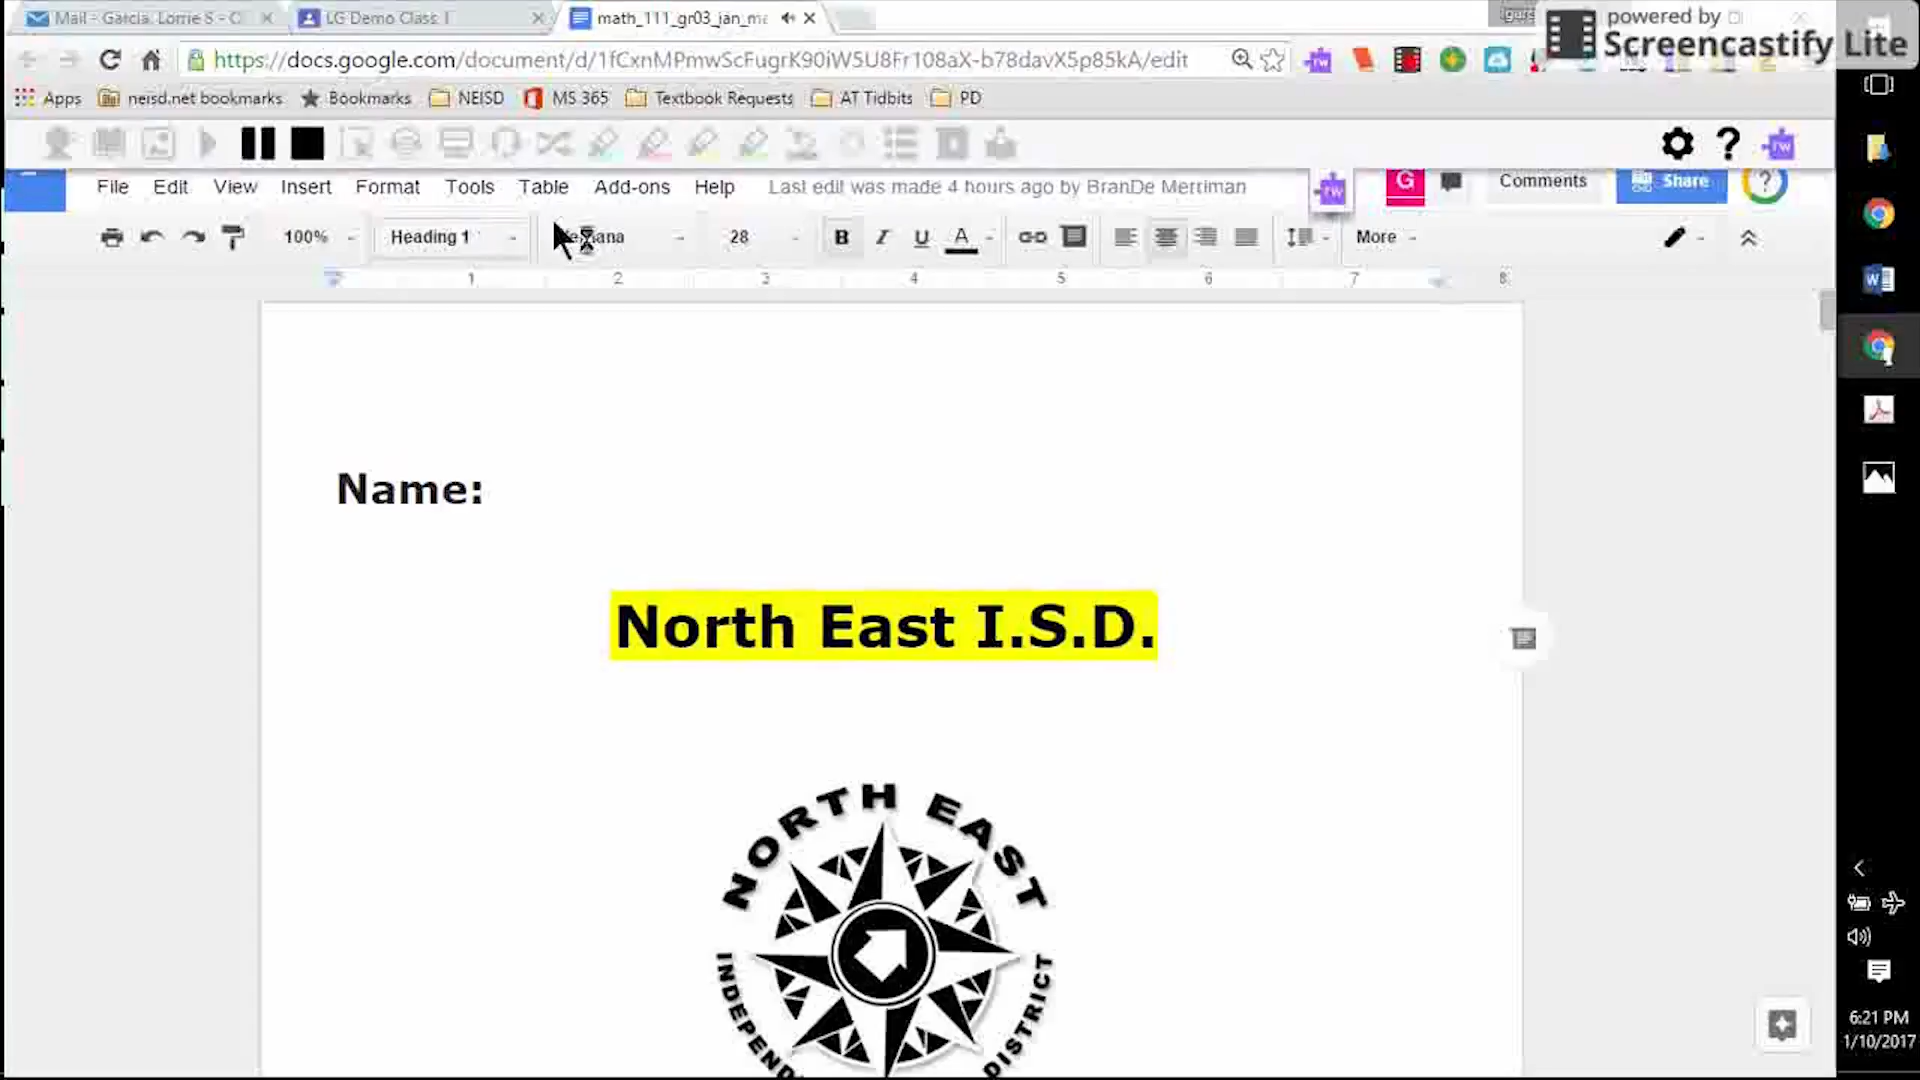 Mail - Garcia, Lorrie S - O
LG Demo Class 1
math_111_gr03_jan_ma
powered by
Screencastify Lite
https://docs.google.com/document/d/1fCxnMPmwScFugrK90iW5U8Fr108aX-b78davX5p85kA/edit
Apps neisd.net bookmarks Bookmarks NEISD MS 365 Textbook Requests AT Tidbits PD
rw
File Edit View Insert Format Tools Table Add-ons Help Last edit was made 4 hours ago by BranDe Merriman G Comments Share
100% Heading 1 28 B I U A More
1 2 3 4 5 6 7 8
Name:
North East I.S.D.
NORTH EAST
DISTRICT
6:21 PM
1/10/2017